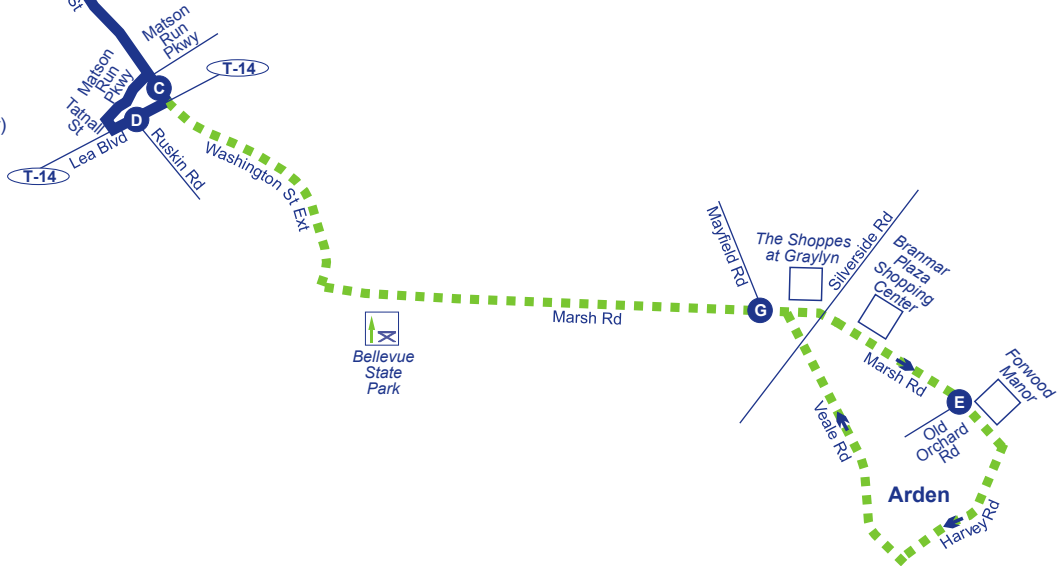 St
Matson
Run
Pkwy
Matson
Run
Pkwy
C
T-14
Tatnall
St
D
)
Lea Blvd
T-14
Ruskin Rd
Washington St Ext
Mayfield Rd
The Shoppes
at Graylyn
Silverside Rd
Branmar
Plaza
Shopping
Center
G
Marsh Rd
Bellevue
State
Park
Marsh Rd
Forwood
Manor
E
Old
Orchard
Rd
Veale Rd
Arden
Harvey Rd